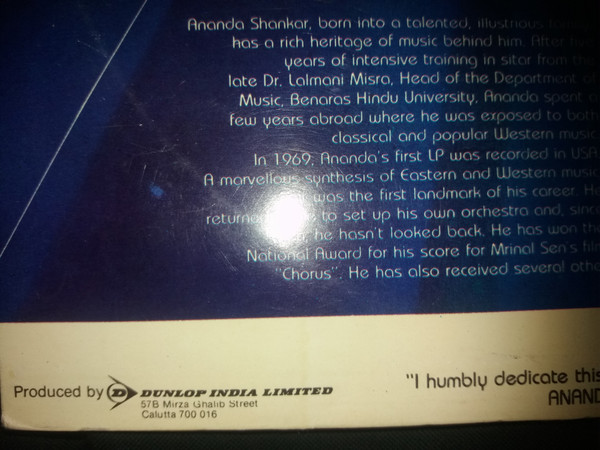 Ananda Shankar, born into a talented, illustrious
has a rich heritage of music behind him. After
years of intensive training in sitar from the
late Dr. Lalmani Misra, Head of the Department of
Music, Benaras Hindu University, Ananda spent a
few years abroad where he was exposed to both
classical and popular Western music
In 1969, Ananda's first LP was recorded in USA
A marvellous synthesis of Eastern and Western music
was the first landmark of his career. He
to set up his own orchestra and, since
he hasn't looked back. He has won the
National Award for his score for Mrinal Sen's film
"Chorus". He has also received several othe
Produced by D DUNLOP INDIA LIMITED
57B Mirza Ghalib Street
Calutta 700 016
"I humbly dedicate this
ANAND